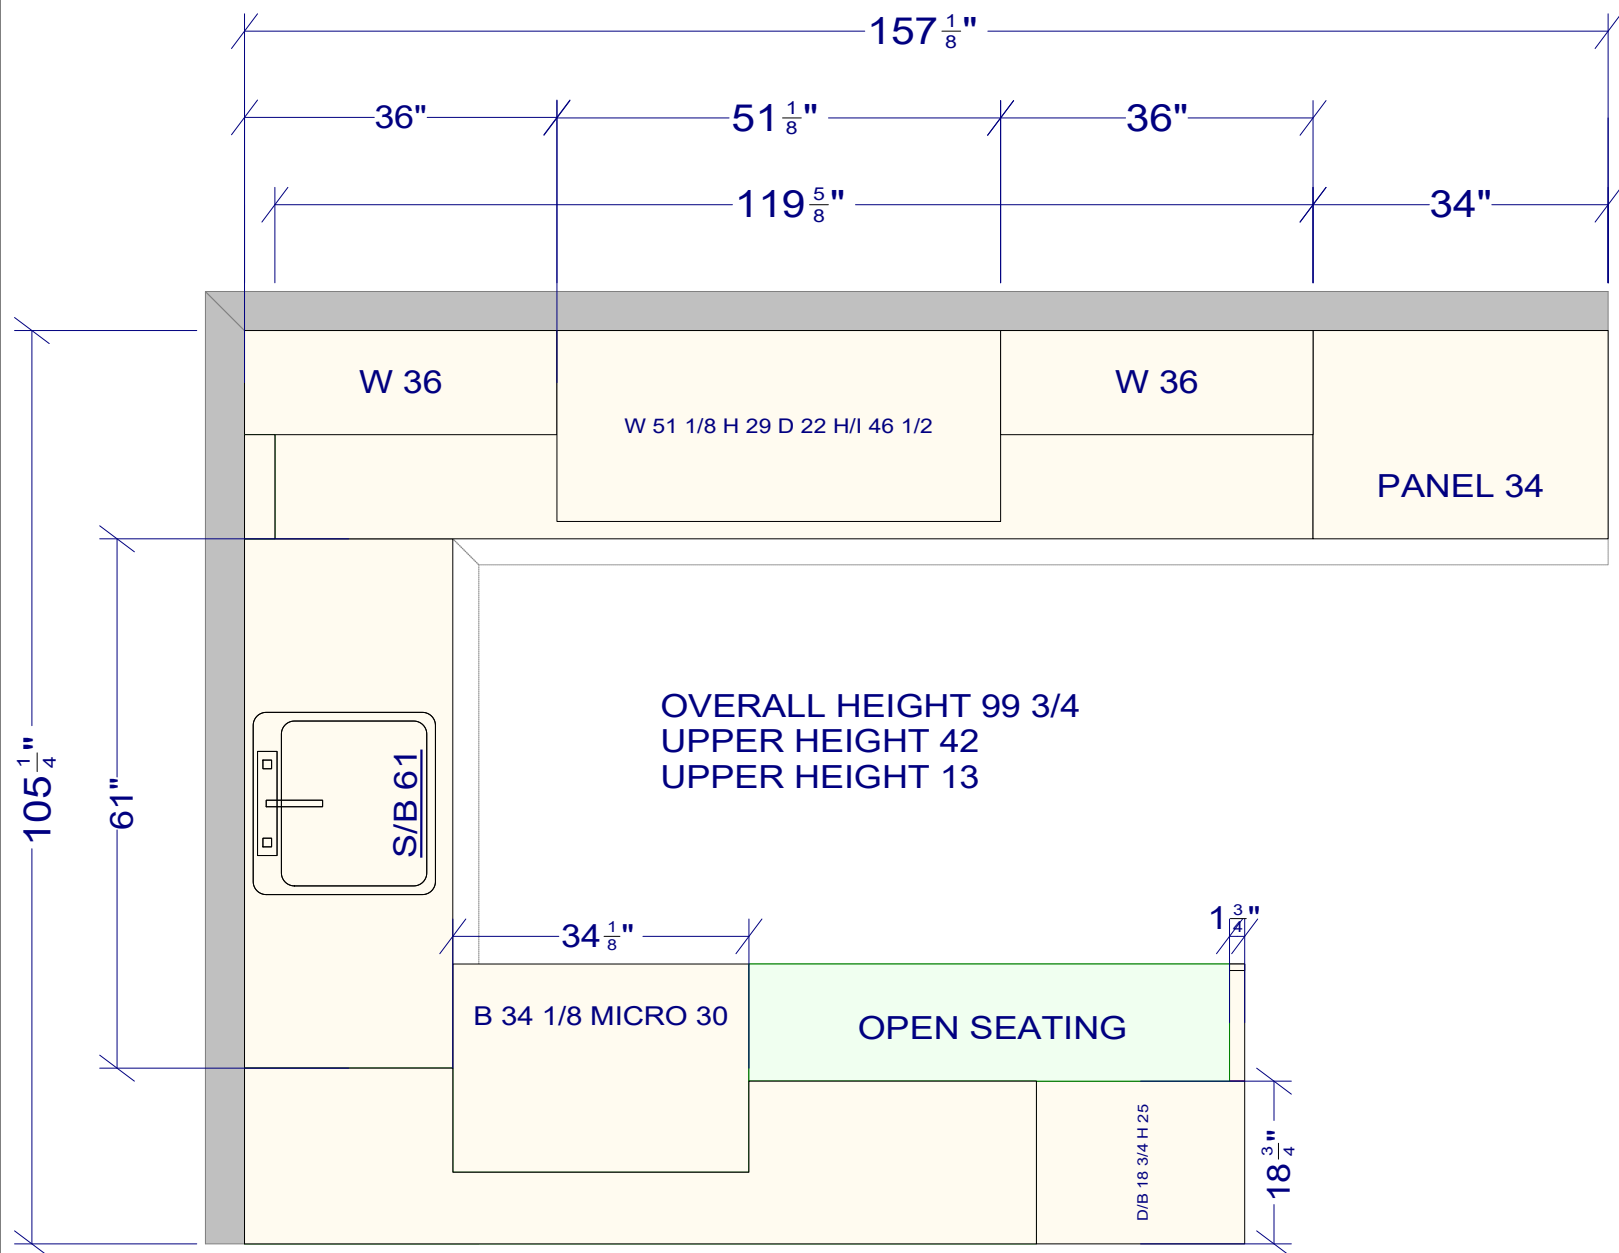 157 1/8"
36"
51 1/8"
36"
119 5/8"
34"
W 36
W 51 1/8 H 29 D 22 H/I 46 1/2
W 36
PANEL 34
OVERALL HEIGHT 99 3/4
UPPER HEIGHT 42
UPPER HEIGHT 13
105 1/4"
61"
S/B 61
34 1/8"
1 3/4"
B 34 1/8 MICRO 30
OPEN SEATING
D/B 18 3/4 H 25
18 3/4"